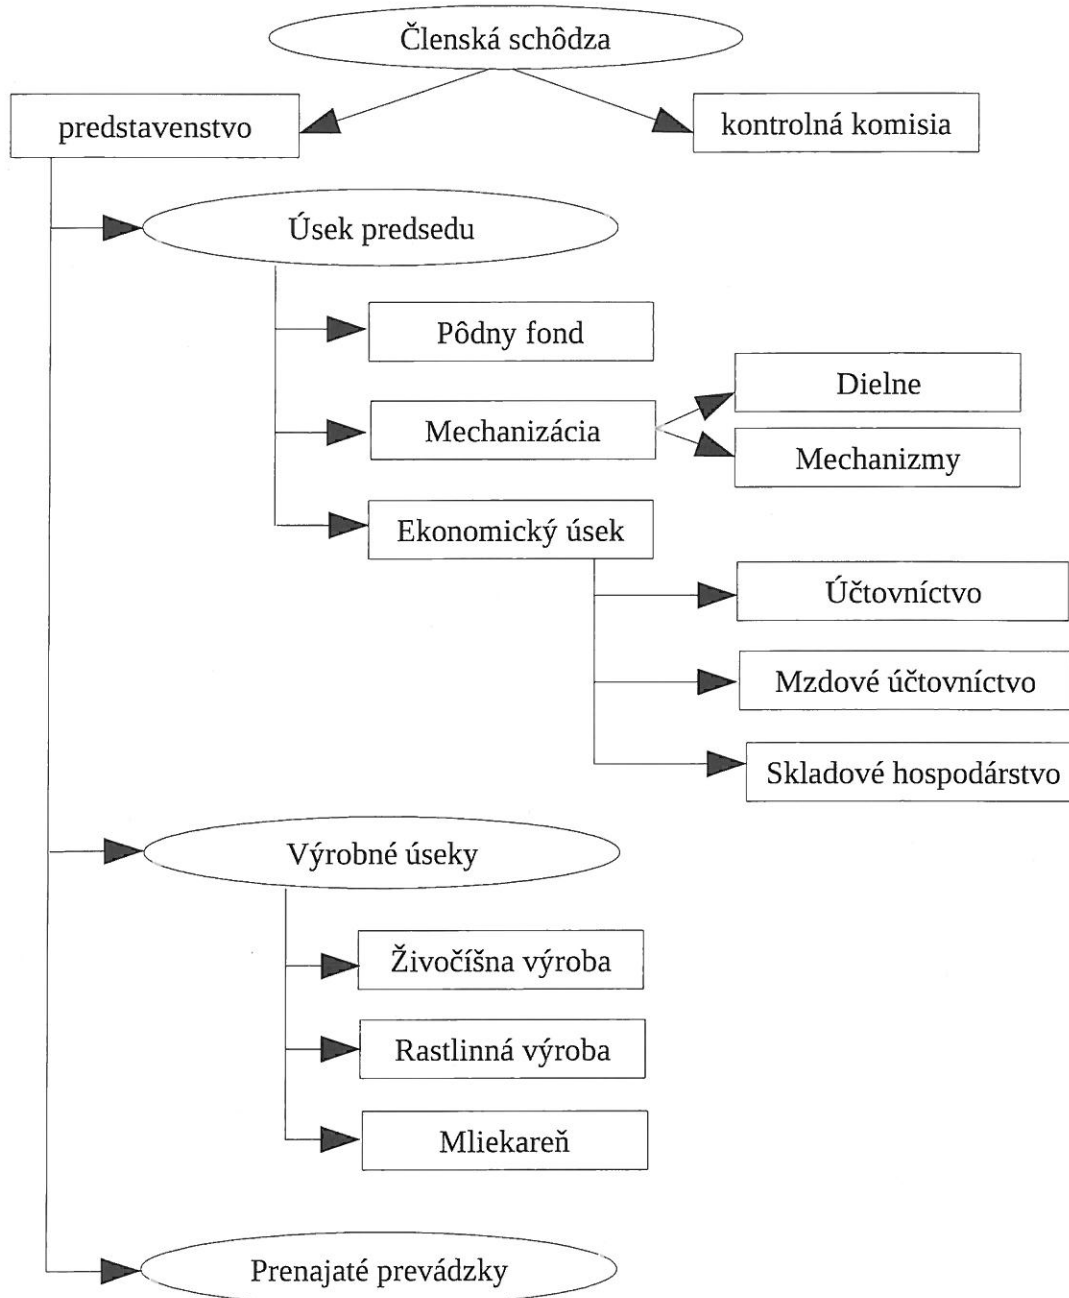 Členská schôdza
predstavenstvo
kontrolná komisia
Úsek predsedu
Pôdny fond
Mechanizácia
Dielne
Mechanizmy
Ekonomický úsek
Účtovníctvo
Mzdové účtovníctvo
Skladové hospodárstvo
Výrobné úseky
Živočíšna výroba
Rastlinná výroba
Mliekareň
Prenajaté prevádzky